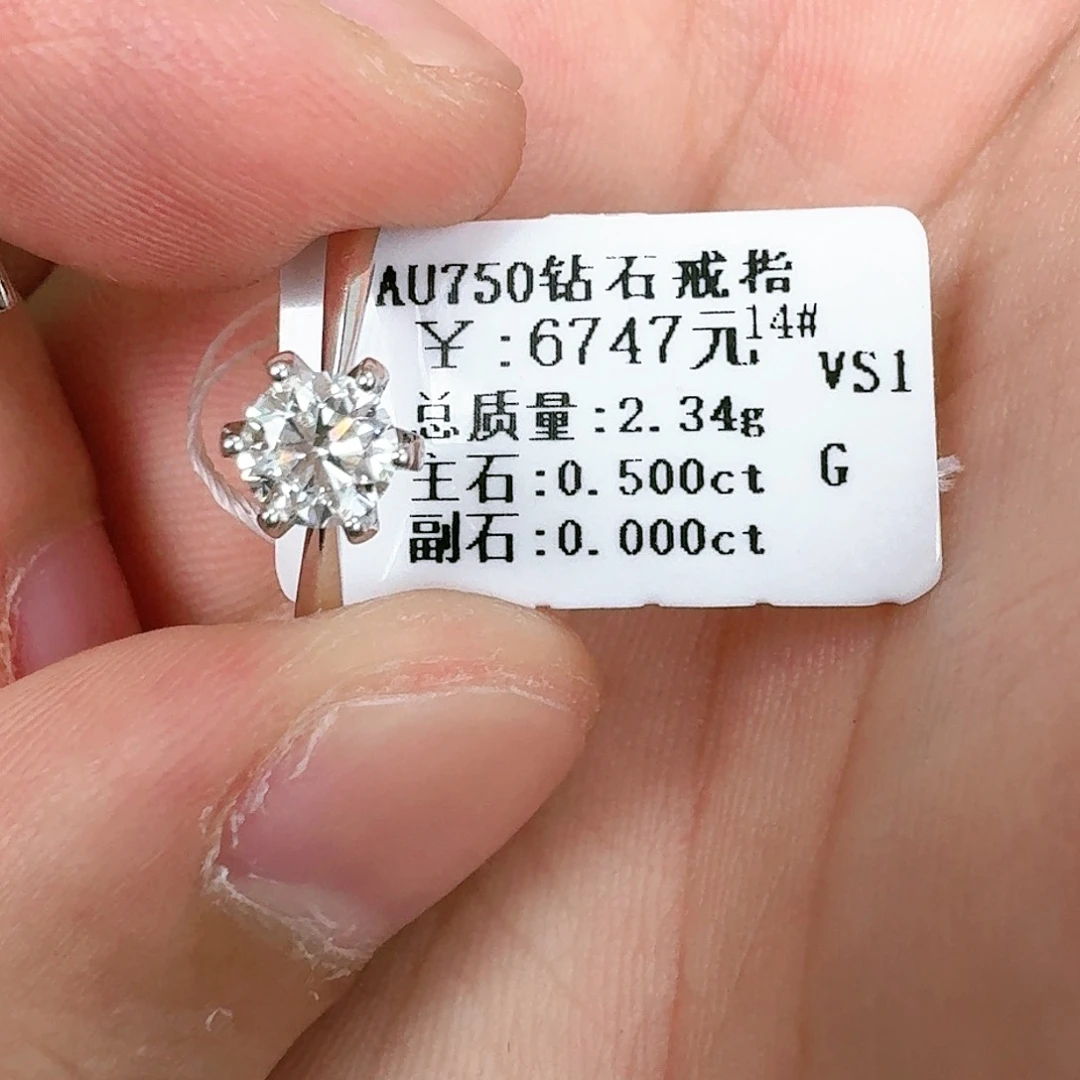 AU750钻石戒指
￥:6747元 14#
VS1
总质量:2.34g
主石:0.500ct G
副石:0.000ct